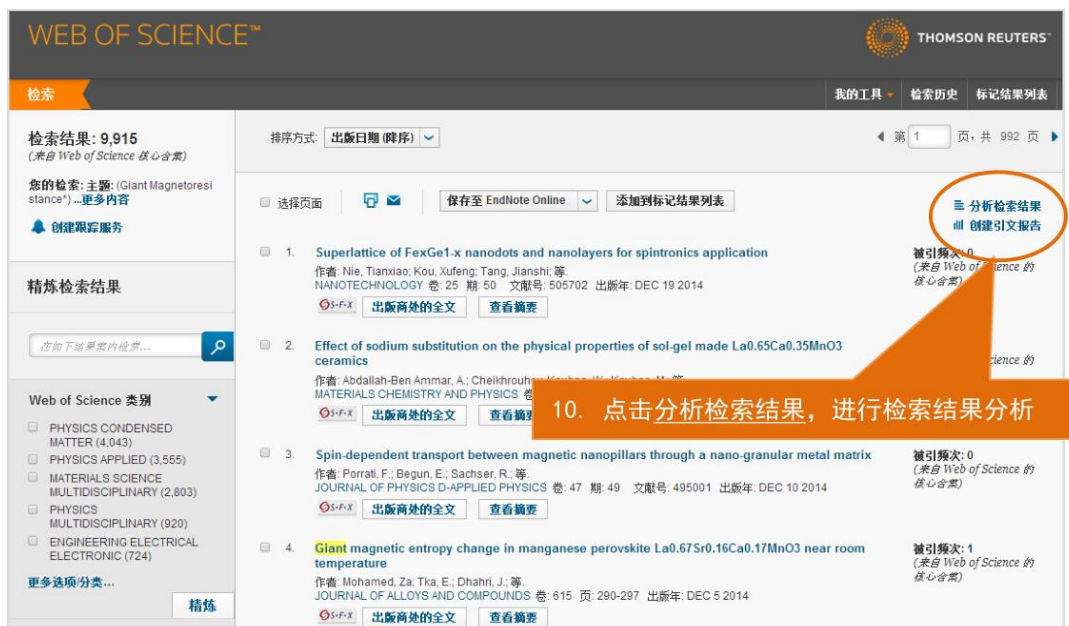 WEB OF SCIENCE™
THOMSON REUTERS™
检索
我的工具
检索历史
标记结果列表
检索结果: 9,915
(来自 Web of Science 核心合集)
您的检索: 主题: (Giant Magnetoresi
stance*) ...更多内容
创建跟踪服务
精炼检索结果
在如下结果集内检索...
Web of Science 类别
PHYSICS CONDENSED
MATTER (4,043)
PHYSICS APPLIED (3,555)
MATERIALS SCIENCE
MULTIDISCIPLINARY (2,803)
PHYSICS
MULTIDISCIPLINARY (920)
ENGINEERING ELECTRICAL
ELECTRONIC (724)
更多选项/分类...
精炼
排序方式: 出版日期 (降序)
第 1 页, 共 992 页
选择页面
保存至 EndNote Online
添加到标记结果列表
分析检索结果
创建引文报告
1. Superlattice of FexGe1-x nanodots and nanolayers for spintronics application
作者: Nie, Tianxiao; Kou, Xufeng; Tang, Jianshi; 等.
NANOTECHNOLOGY 卷: 25 期: 50 文献号: 505702 出版年: DEC 19 2014
S·F·X 出版商处的全文 查看摘要
被引频次: 0
(来自 Web of Science 的
核心合集)
2. Effect of sodium substitution on the physical properties of sol-gel made La0.65Ca0.35MnO3
ceramics
作者: Abdallah-Ben Ammar, A.; Cheikhrouhou
MATERIALS CHEMISTRY AND PHYSICS 卷
S·F·X 出版商处的全文 查看摘
cience 的
10. 点击分析检索结果，进行检索结果分析
3. Spin-dependent transport between magnetic nanopillars through a nano-granular metal matrix
作者: Porrati, F.; Begun, E.; Sachser, R.; 等.
JOURNAL OF PHYSICS D-APPLIED PHYSICS 卷: 47 期: 49 文献号: 495001 出版年: DEC 10 2014
S·F·X 出版商处的全文 查看摘要
被引频次: 0
(来自 Web of Science 的
核心合集)
4. Giant magnetic entropy change in manganese perovskite La0.67Sr0.16Ca0.17MnO3 near room
temperature
作者: Mohamed, Za; Tka, E.; Dhahri, J.; 等.
JOURNAL OF ALLOYS AND COMPOUNDS 卷: 615 页: 290-297 出版年: DEC 5 2014
S·F·X 出版商处的全文 查看摘要
被引频次: 1
(来自 Web of Science 的
核心合集)